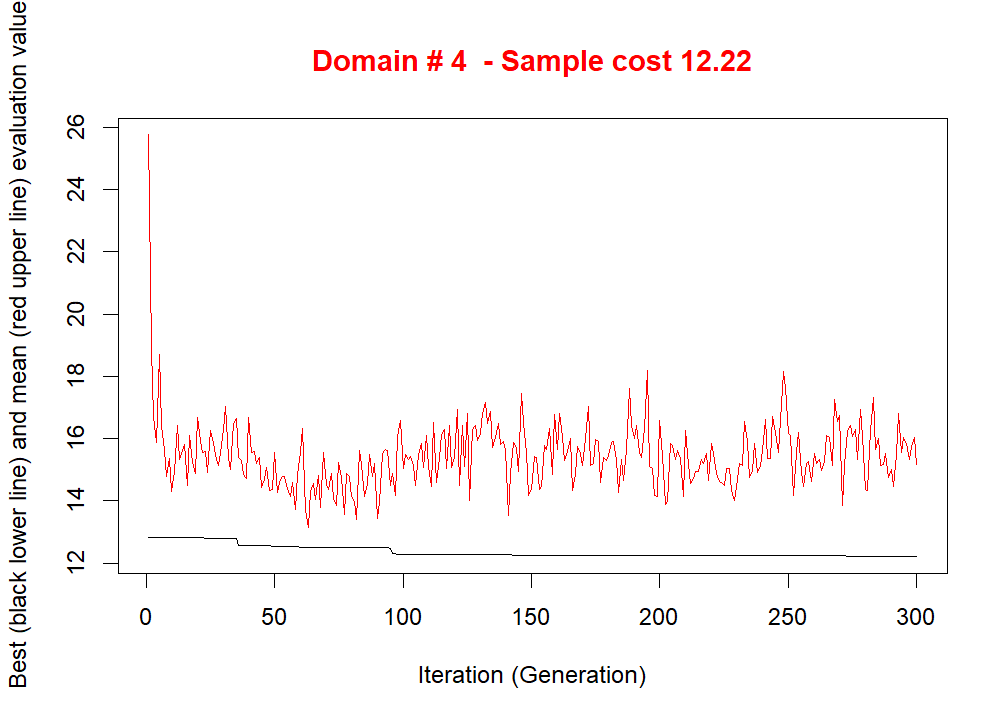 Domain # 4  - Sample cost 12.22
Best (black lower line) and mean (red upper line) evaluation value
26
24
22
20
18
16
14
12
0 50 100 150 200 250 300
Iteration (Generation)